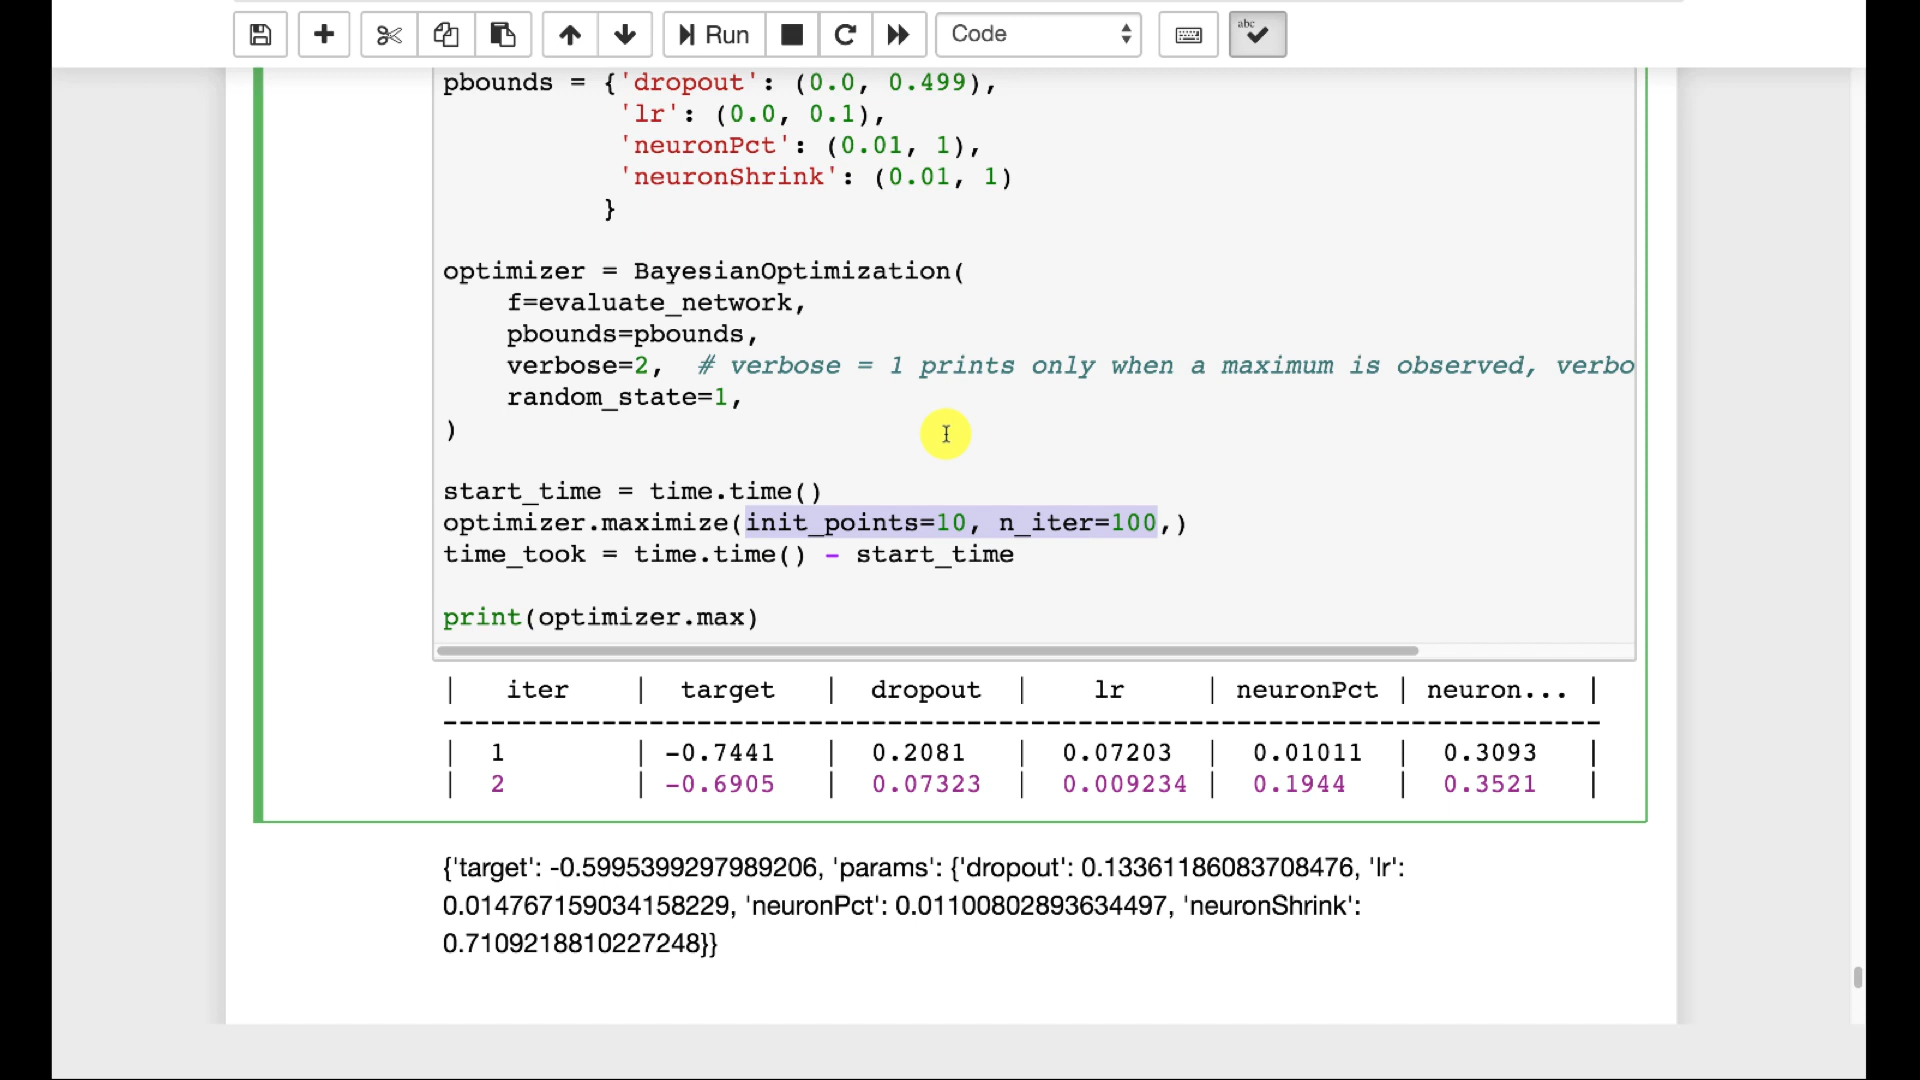 Run
Code
abc
pbounds = {'dropout': (0.0, 0.499),
'lr': (0.0, 0.1),
'neuronPct': (0.01, 1),
'neuronShrink': (0.01, 1)
}
optimizer = BayesianOptimization(
f=evaluate_network,
pbounds=pbounds,
verbose=2,  # verbose = 1 prints only when a maximum is observed, verbo
random_state=1,
)
start_time = time.time()
optimizer.maximize(init_points=10, n_iter=100,)
time_took = time.time() - start_time
print(optimizer.max)
| iter | target | dropout | lr | neuronPct | neuron... |
-------------------------------------------------------------------------
| 1 | -0.7441 | 0.2081 | 0.07203 | 0.01011 | 0.3093 |
| 2 | -0.6905 | 0.07323 | 0.009234 | 0.1944 | 0.3521 |
{'target': -0.5995399297989206, 'params': {'dropout': 0.13361186083708476, 'lr':
0.014767159034158229, 'neuronPct': 0.01100802893634497, 'neuronShrink':
0.7109218810227248}}